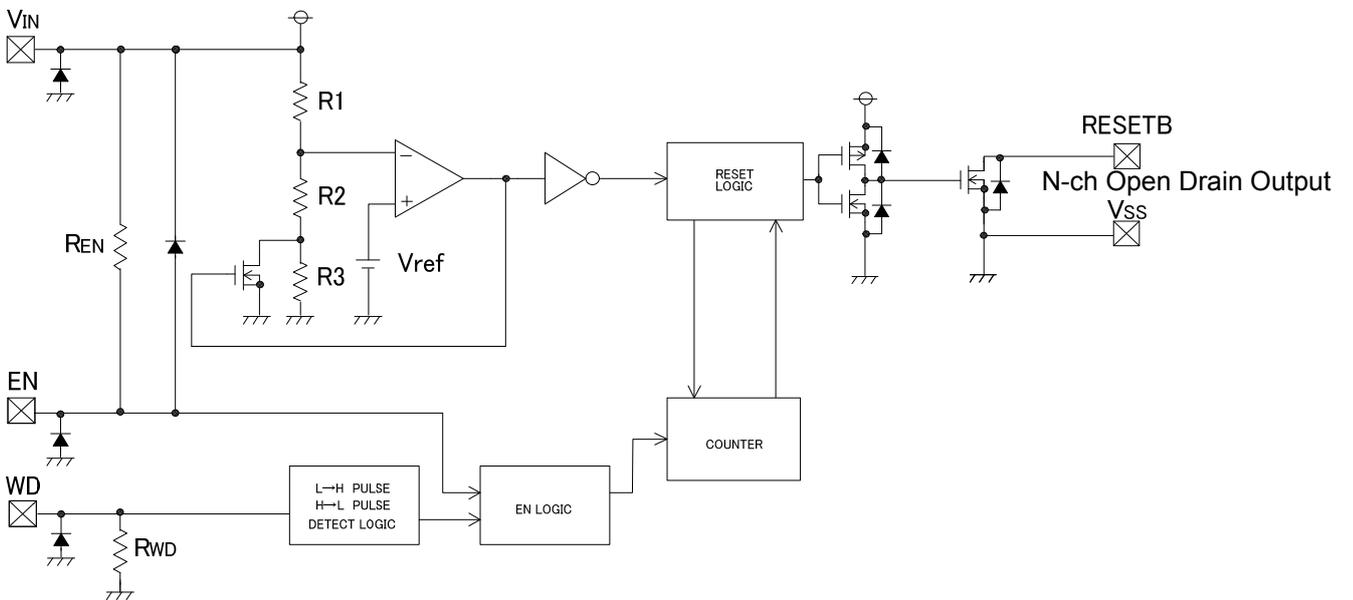 VIN
R1
R2
R3
REN
Vref
RESET
LOGIC
RESETB
N-ch Open Drain Output
VSS
EN
COUNTER
WD
L→H PULSE
H→L PULSE
DETECT LOGIC
EN LOGIC
RWD